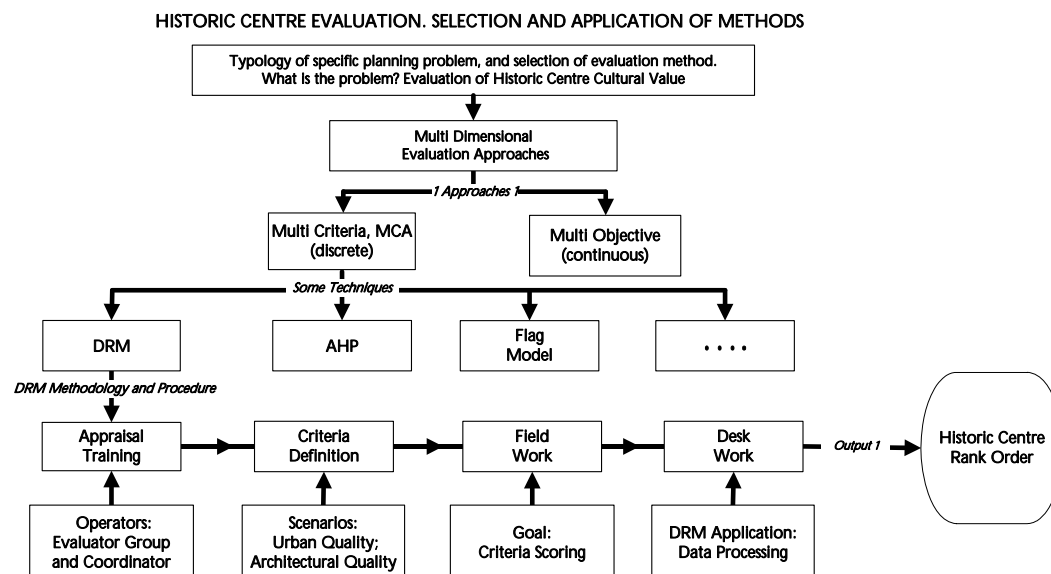 HISTORIC CENTRE EVALUATION. SELECTION AND APPLICATION OF METHODS
Typology of specific planning problem, and selection of evaluation method.
What is the problem? Evaluation of Historic Centre Cultural Value
Multi Dimensional
Evaluation Approaches
1 Approaches 1
Multi Criteria, MCA
(discrete)
Multi Objective
(continuous)
Some Techniques
DRM
AHP
Flag
Model
. . . .
DRM Methodology and Procedure
Appraisal
Training
Criteria
Definition
Field
Work
Desk
Work
Output 1
Historic Centre
Rank Order
Operators:
Evaluator Group
and Coordinator
Scenarios:
Urban Quality;
Architectural Quality
Goal:
Criteria Scoring
DRM Application:
Data Processing